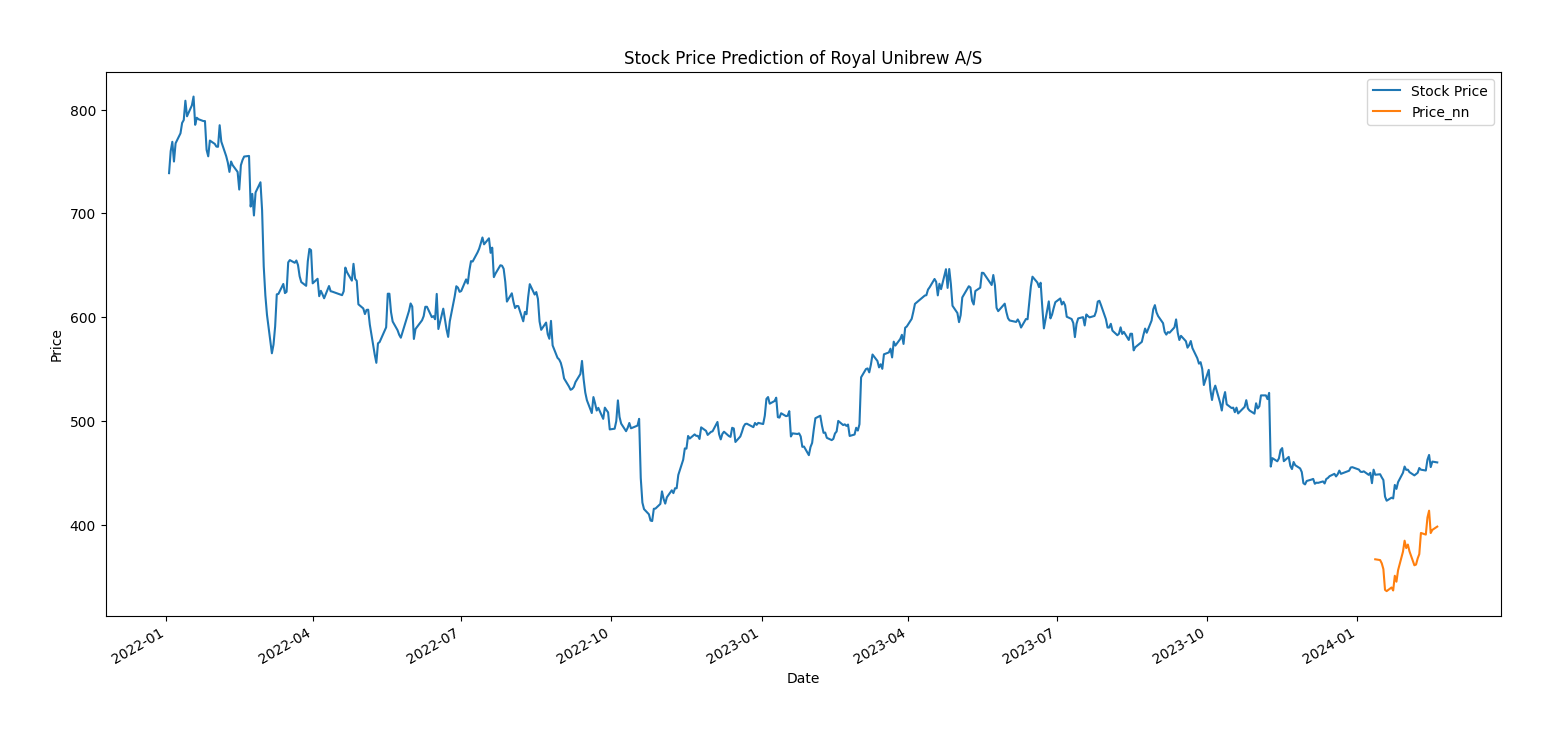 Stock Price Prediction of Royal Unibrew A/S
Stock Price
Price_nn
800
700
600
500
400
Price
2022-01
2022-04
2022-07
2022-10
2023-01
2023-04
2023-07
2023-10
2024-01
Date